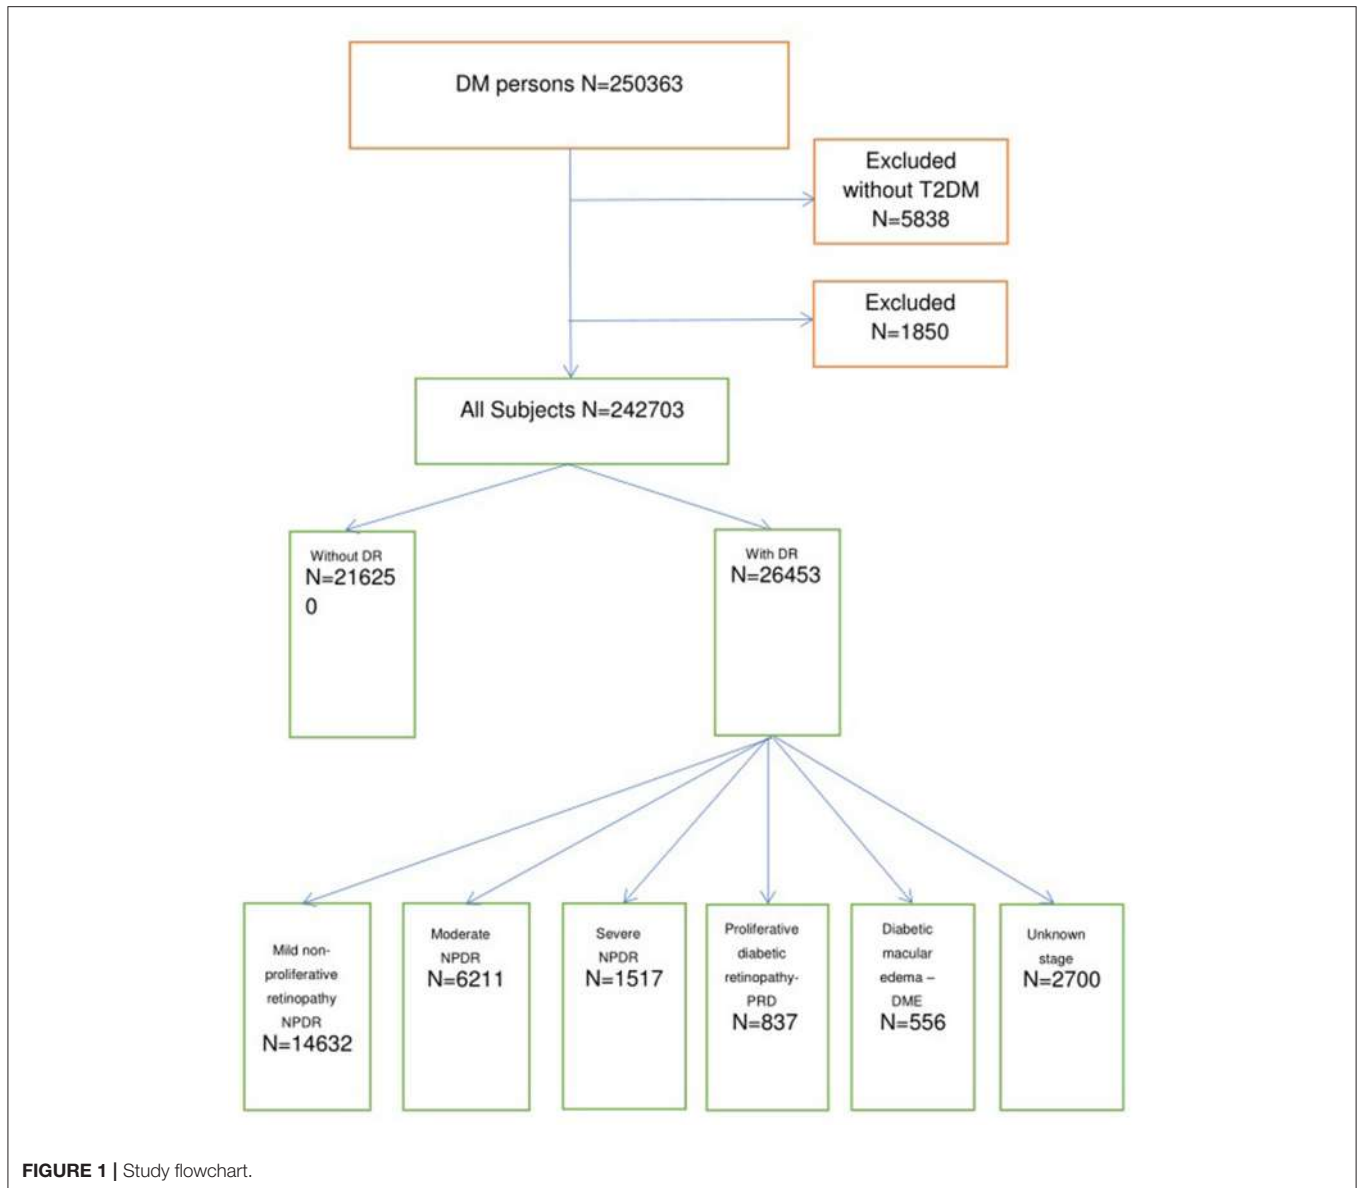 DM persons N=250363
Excluded
without T2DM
N=5838
Excluded
N=1850
All Subjects N=242703
Without DR
N=21625
0
With DR
N=26453
Mild non-
proliferative
retinopathy
NPDR
N=14632
Moderate
NPDR
N=6211
Severe
NPDR
N=1517
Proliferative
diabetic
retinopathy-
PRD
N=837
Diabetic
macular
edema –
DME
N=556
Unknown
stage
N=2700
FIGURE 1 | Study flowchart.